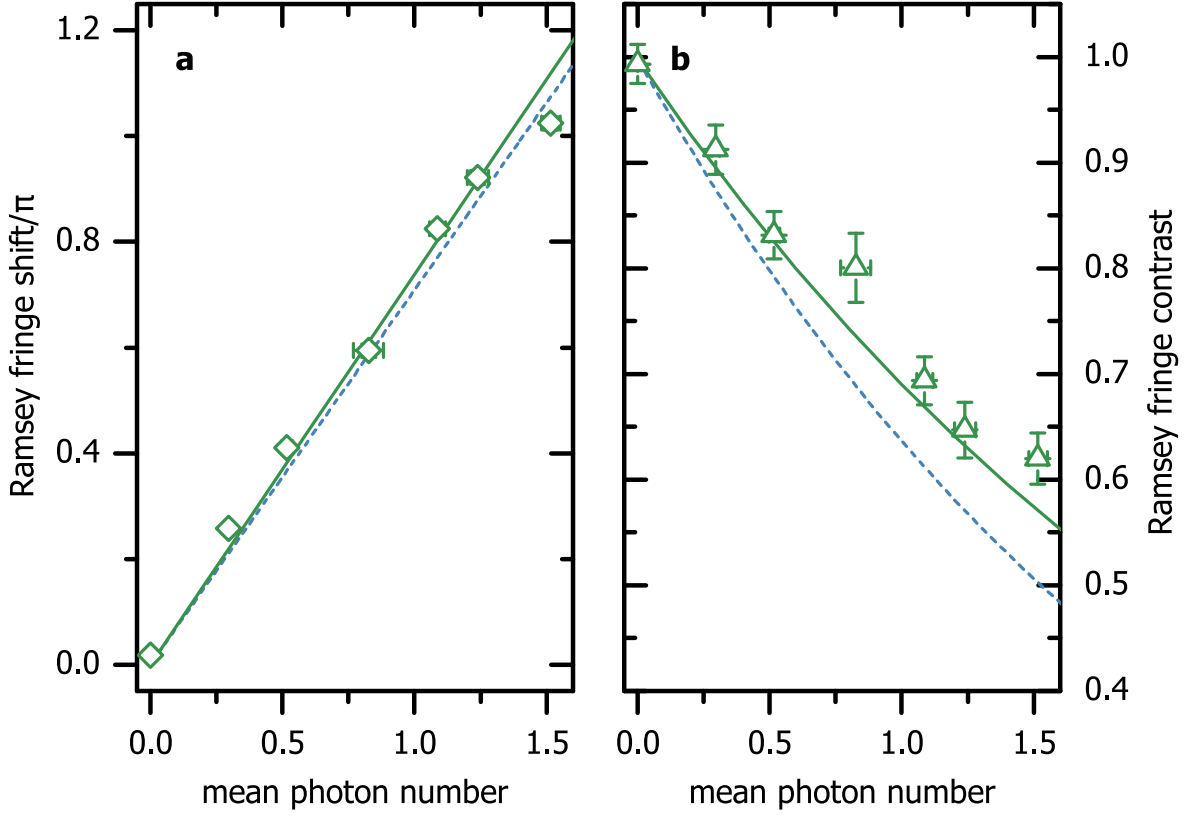 a
Ramsey fringe shift/π
1.2
0.8
0.4
0.0
0.0 0.5 1.0 1.5
mean photon number
b
1.0
0.9
0.8
0.7
0.6
0.5
0.4
Ramsey fringe contrast
0.0 0.5 1.0 1.5
mean photon number